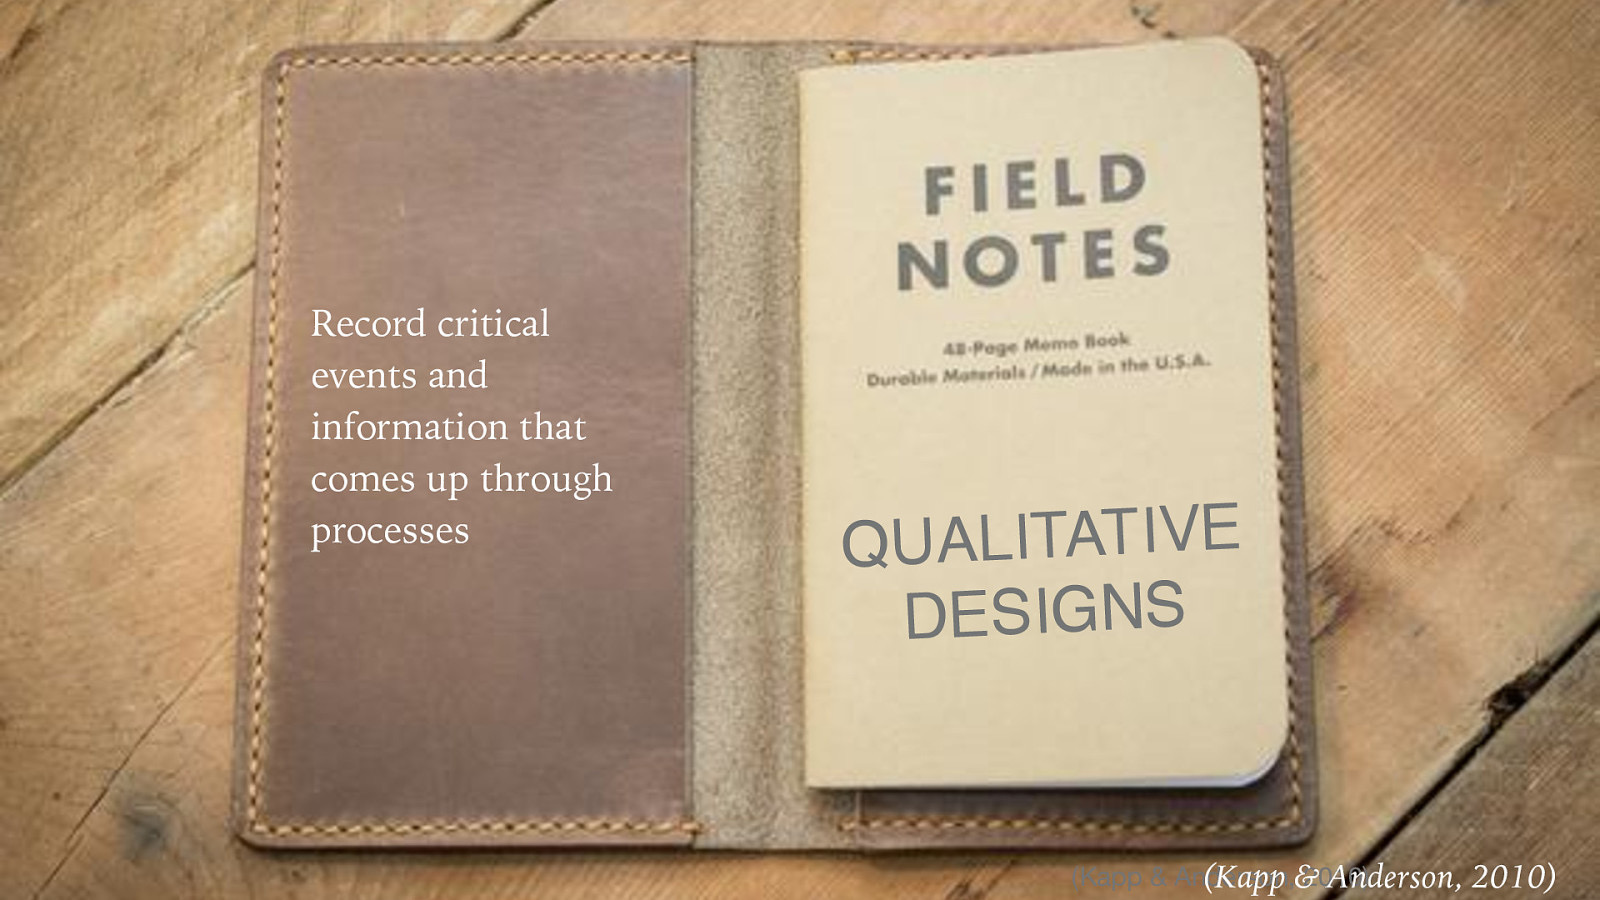 Record critical
events and
information that
comes up through
processes
FIELD
NOTES
48-Page Memo Book
Durable Materials / Made in the U.S.A.
QUALITATIVE
DESIGNS
(Kapp & Anderson, 2010)